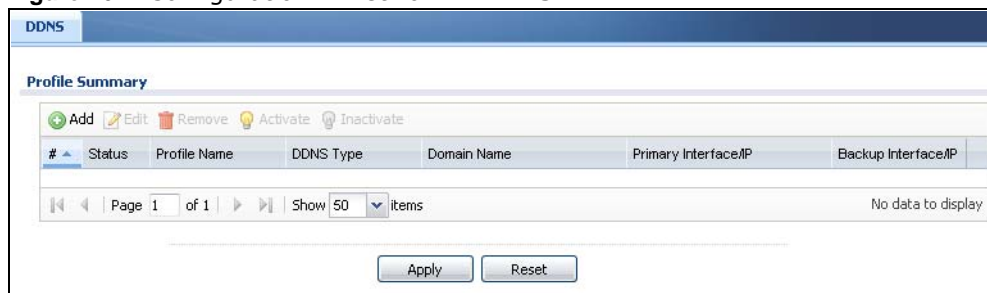 DDNS
Profile Summary
Add Edit Remove Activate Inactivate
# Status Profile Name DDNS Type Domain Name Primary Interface/IP Backup Interface/IP
Page 1 of 1 Show 50 items No data to display
Apply Reset